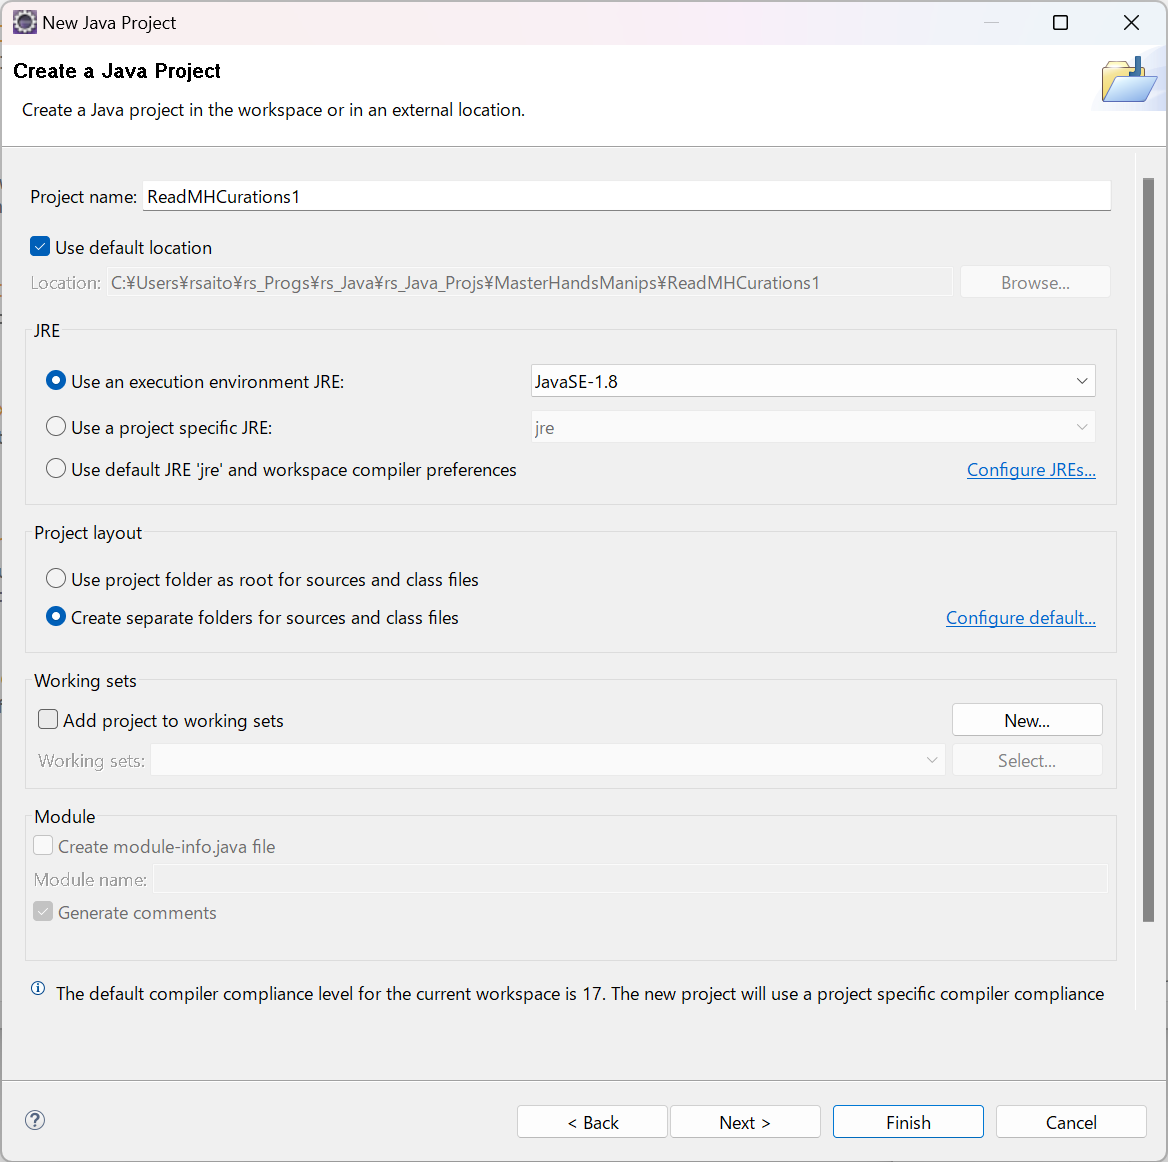 New Java Project
Create a Java Project
Create a Java project in the workspace or in an external location.
Project name: ReadMHCurations1
Use default location
Location: C:¥Users¥rsaito¥rs_Progs¥rs_Java¥rs_Java_Projs¥MasterHandsManips¥ReadMHCurations1 Browse...
JRE
Use an execution environment JRE: JavaSE-1.8
Use a project specific JRE: jre
Use default JRE 'jre' and workspace compiler preferences Configure JREs...
Project layout
Use project folder as root for sources and class files
Create separate folders for sources and class files Configure default...
Working sets
Add project to working sets New...
Working sets: Select...
Module
Create module-info.java file
Module name:
Generate comments
The default compiler compliance level for the current workspace is 17. The new project will use a project specific compiler compliance
< Back Next > Finish Cancel